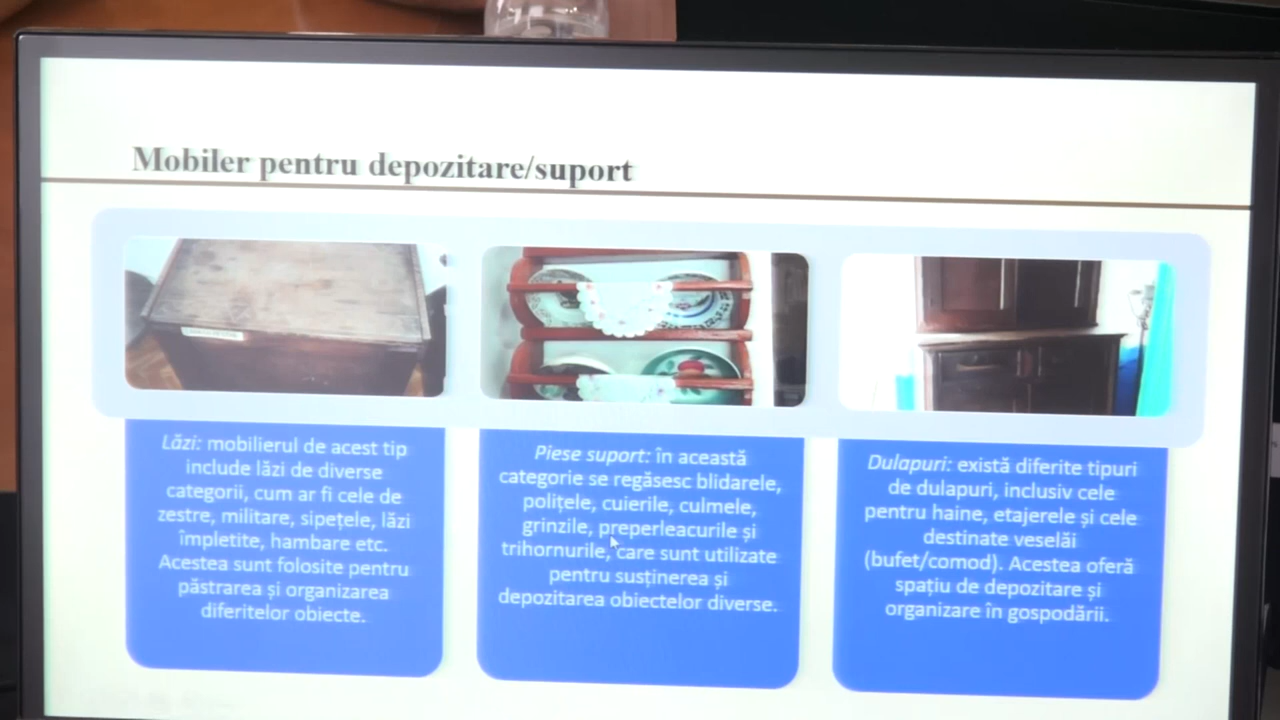 Mobiler pentru depozitare/suport
Lăzi: mobilierul de acest tip
include lăzi de diverse
categorii, cum ar fi cele de
zestre, militare, sipețele, lăzi
împletite, hambare etc.
Acestea sunt folosite pentru
păstrarea și organizarea
diferitelor obiecte.
Piese suport: în această
categorie se regăsesc blidarele,
polițele, cuierile, culmele,
grinzile, preperleacurile și
trihornurile, care sunt utilizate
pentru susținerea și
depozitarea obiectelor diverse.
Dulapuri: există diferite tipuri
de dulapuri, inclusiv cele
pentru haine, etajerele și cele
destinate veselăi
(bufet/comod). Acestea oferă
spațiu de depozitare și
organizare în gospodării.